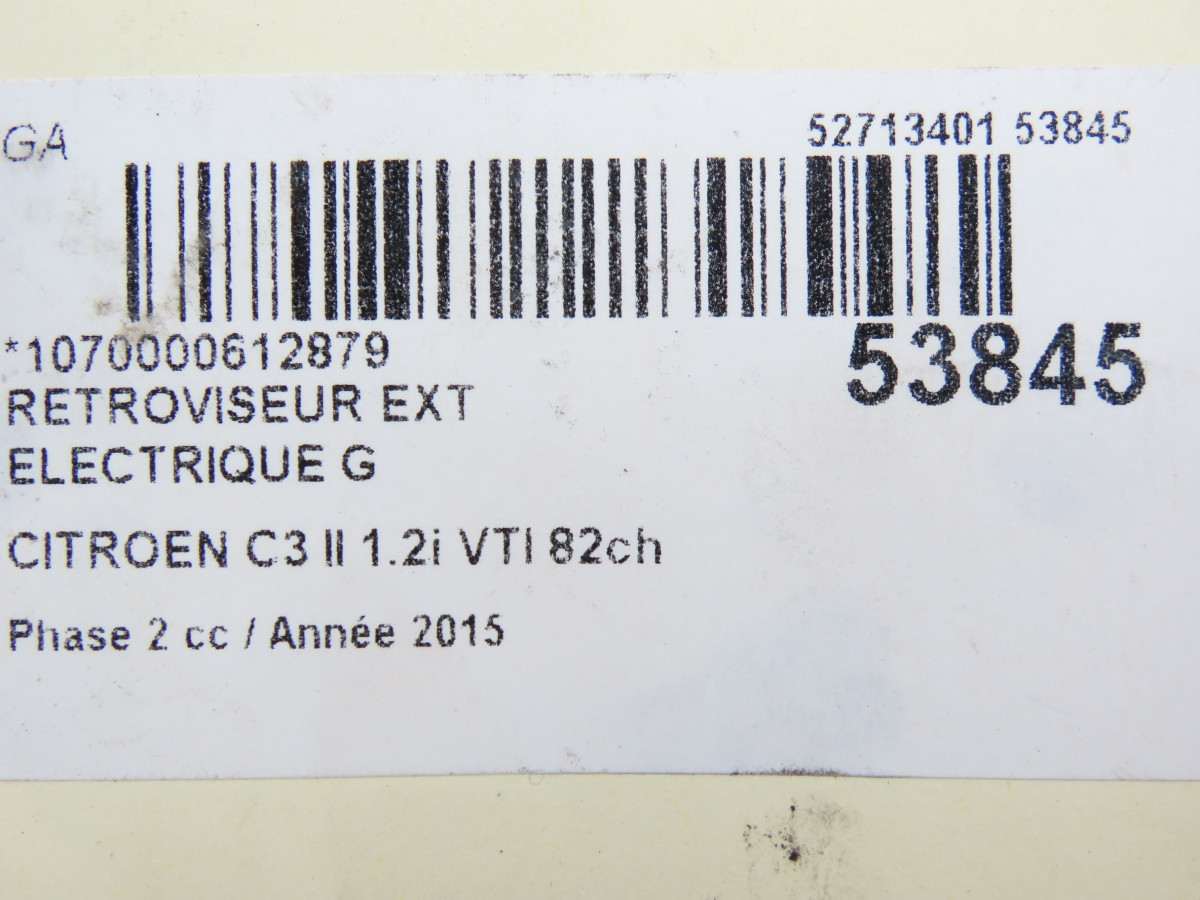 GA
52713401 53845
*1070000612879
53845
RETROVISEUR EXT
ELECTRIQUE G
CITROEN C3 II 1.2i VTI 82ch
Phase 2 cc / Année 2015